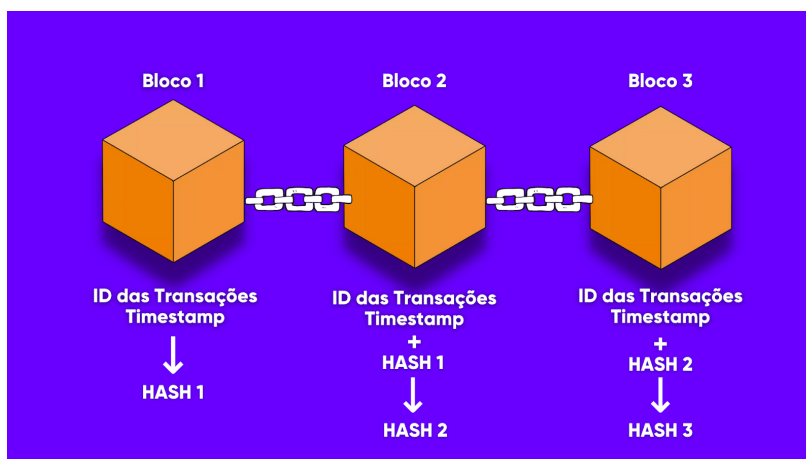 Bloco 1
ID das Transações
Timestamp
HASH 1
Bloco 2
ID das Transações
Timestamp
+
HASH 1
HASH 2
Bloco 3
ID das Transações
Timestamp
+
HASH 2
HASH 3